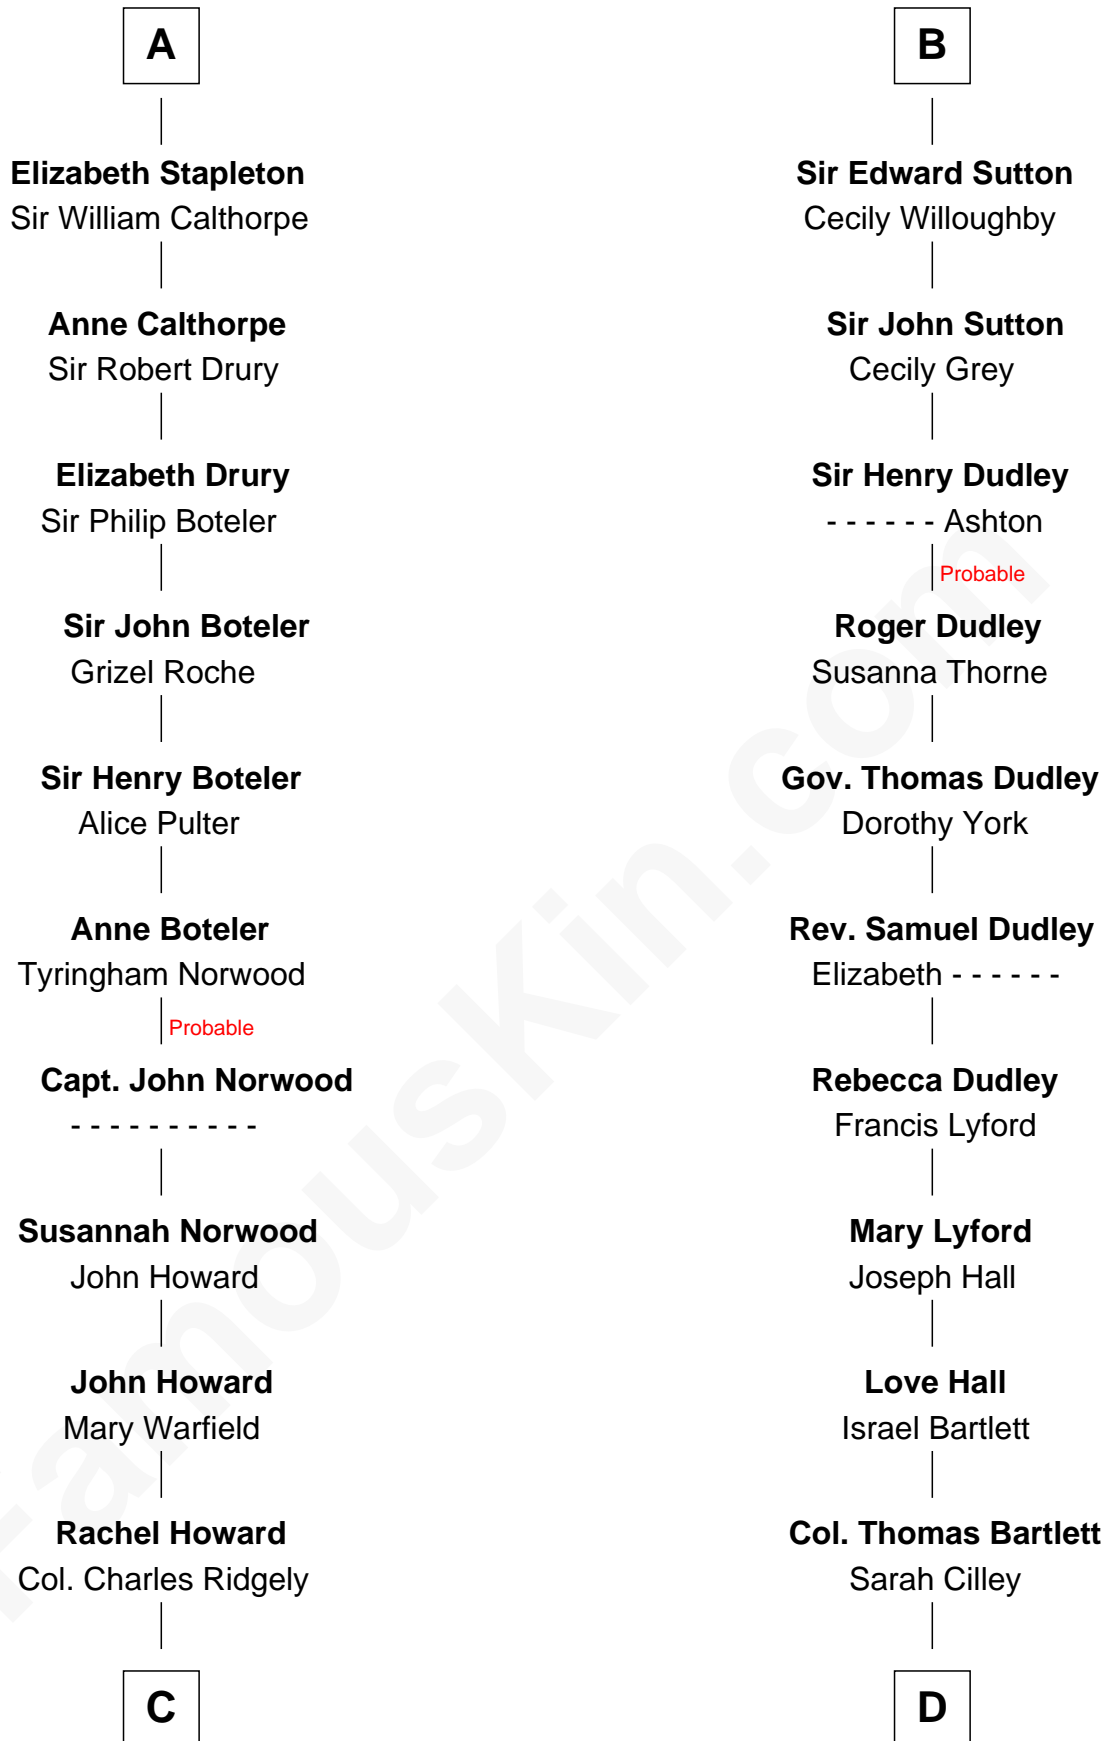 A
Elizabeth Stapleton
Sir William Calthorpe
Anne Calthorpe
Sir Robert Drury
Elizabeth Drury
Sir Philip Boteler
Sir John Boteler
Grizel Roche
Sir Henry Boteler
Alice Pulter
Anne Boteler
Tyringham Norwood
Probable
Capt. John Norwood
- - - - - - - - - -
Susannah Norwood
John Howard
John Howard
Mary Warfield
Rachel Howard
Col. Charles Ridgely
C
B
Sir Edward Sutton
Cecily Willoughby
Sir John Sutton
Cecily Grey
Sir Henry Dudley
- - - - - - Ashton
Probable
Roger Dudley
Susanna Thorne
Gov. Thomas Dudley
Dorothy York
Rev. Samuel Dudley
Elizabeth - - - - - -
Rebecca Dudley
Francis Lyford
Mary Lyford
Joseph Hall
Love Hall
Israel Bartlett
Col. Thomas Bartlett
Sarah Cilley
D
FamousKin.com